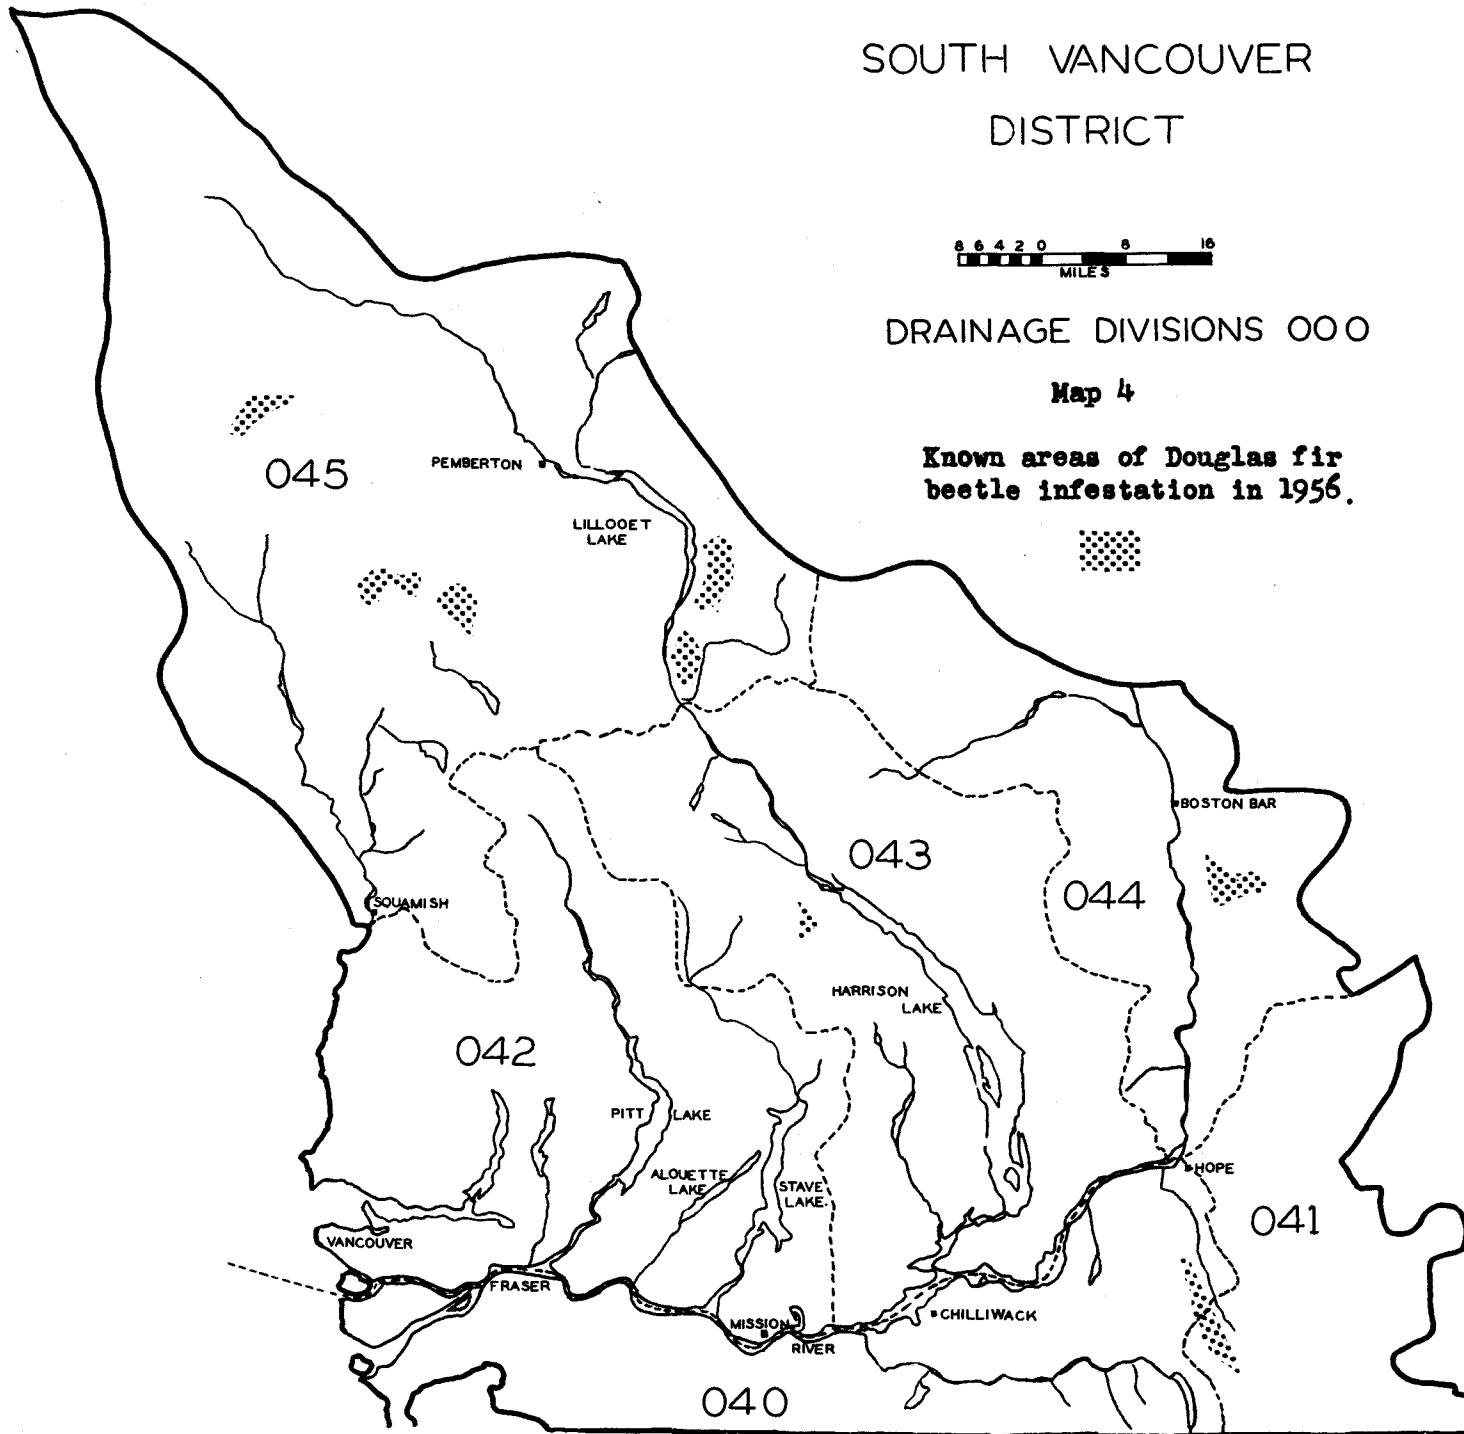 SOUTH VANCOUVER
DISTRICT
8 6 4 2 0 8 16
MILES
DRAINAGE DIVISIONS 000
Map 4
Known areas of Douglas fir
beetle infestation in 1956.
045
PEMBERTON
LILLOOET
LAKE
BOSTON BAR
043
044
SQUAMISH
HARRISON
LAKE
042
PITT LAKE
ALOUETTE
LAKE
STAVE
LAKE
HOPE
041
VANCOUVER
FRASER
CHILLIWACK
MISSION
RIVER
040